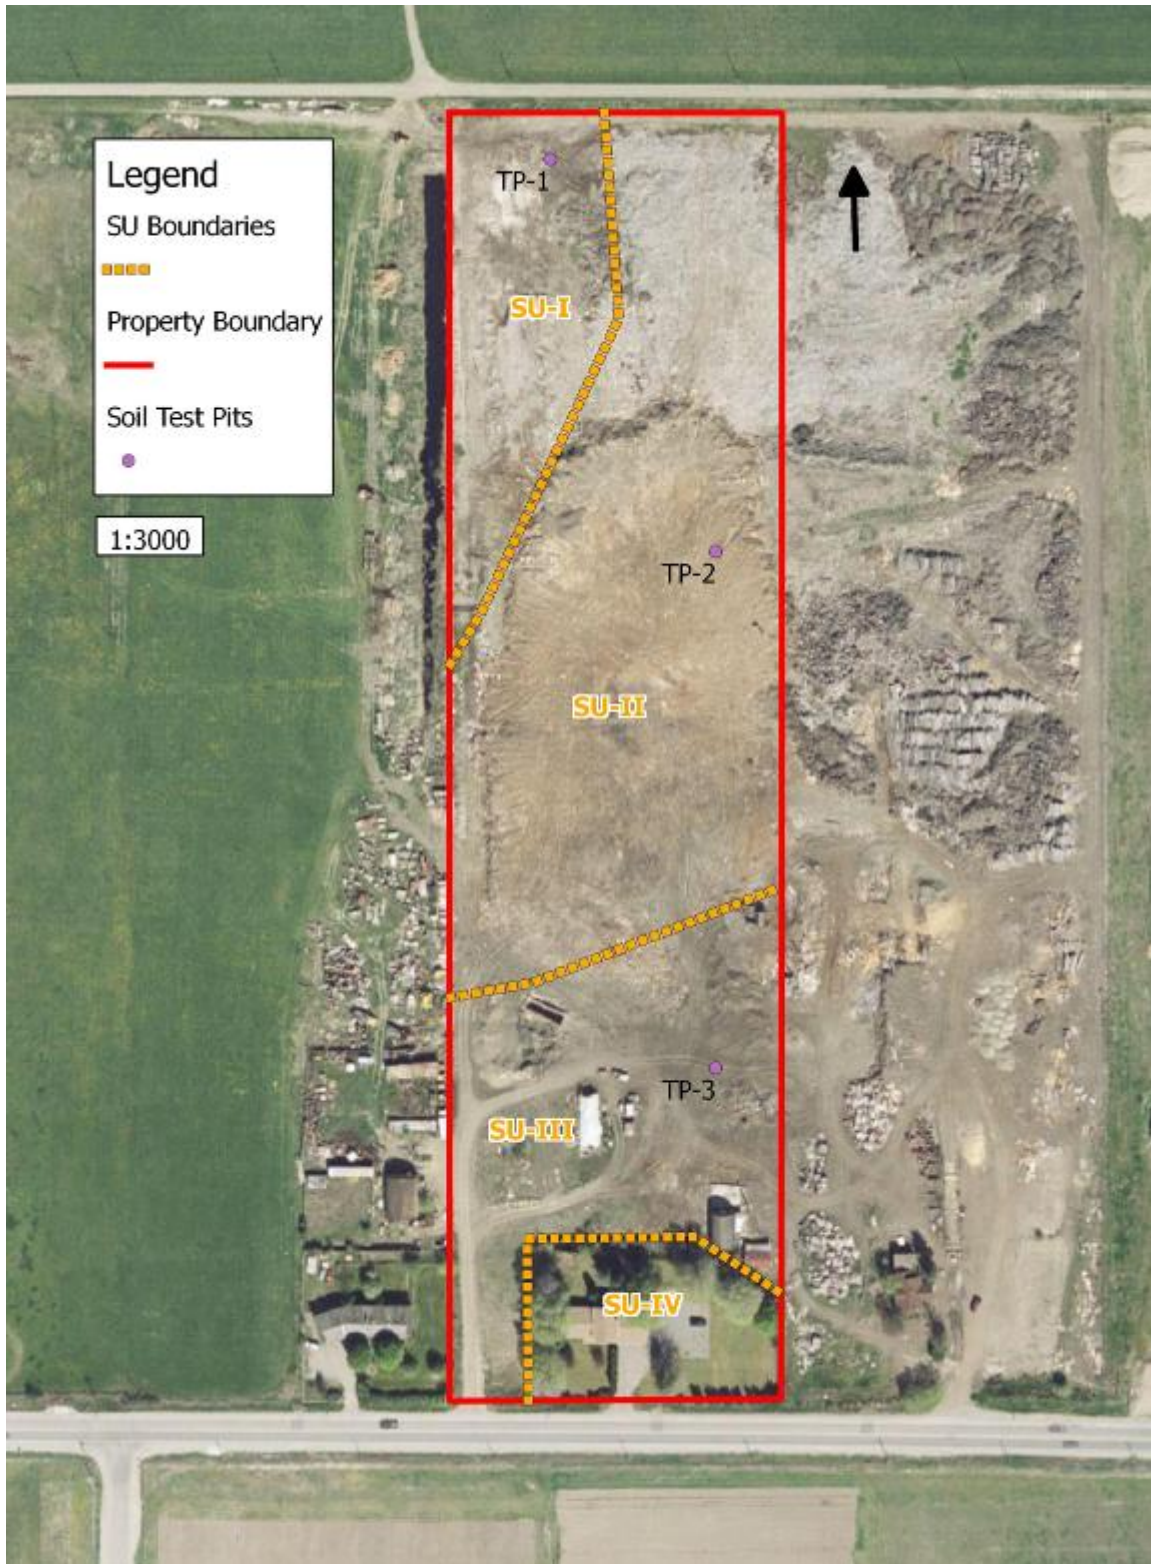 Legend
SU Boundaries
Property Boundary
Soil Test Pits
1:3000
TP-1
SU-I
TP-2
SU-II
TP-3
SU-III
SU-IV